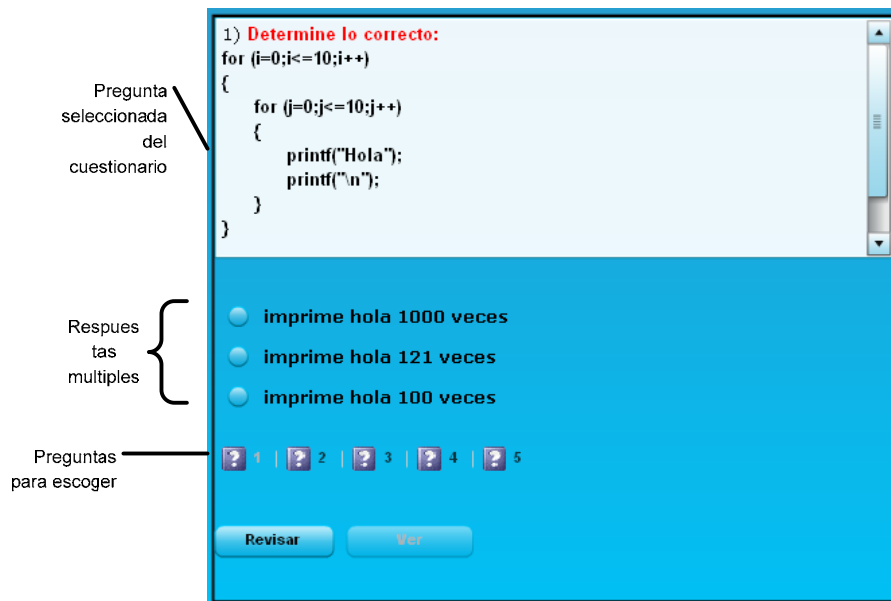 1) Determine lo correcto:
for (i=0;i<=10;i++)
{
for (j=0;j<=10;j++)
{
printf("Hola");
printf("\n");
}
}
Pregunta
seleccionada
del
cuestionario
imprime hola 1000 veces
imprime hola 121 veces
imprime hola 100 veces
Respues
tas
multiples
Preguntas
para escoger
? 1 | ? 2 | ? 3 | ? 4 | ? 5
Revisar
Ver